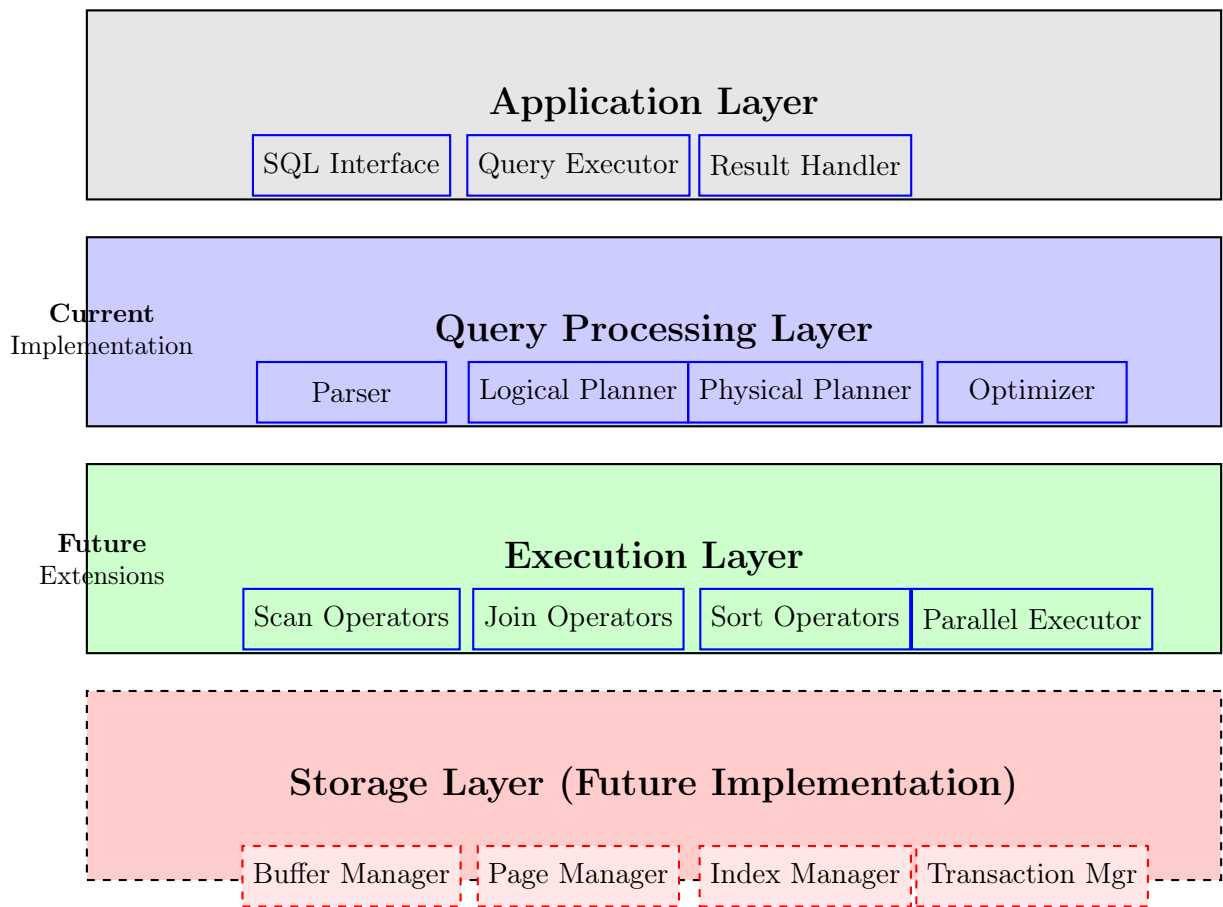 Application Layer
SQL Interface
Query Executor
Result Handler
Current
Implementation
Query Processing Layer
Parser
Logical Planner
Physical Planner
Optimizer
Future
Extensions
Execution Layer
Scan Operators
Join Operators
Sort Operators
Parallel Executor
Storage Layer (Future Implementation)
Buffer Manager
Page Manager
Index Manager
Transaction Mgr